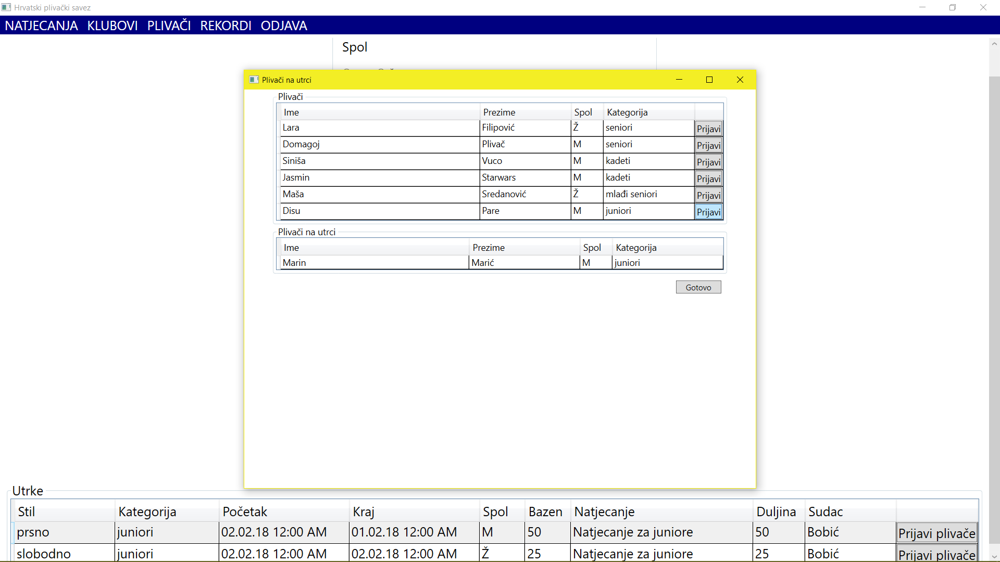 Hrvatski plivački savez
NATJECANJA KLUBOVI PLIVAČI REKORDI ODJAVA
Spol
Plivači na utrci
Plivači
Ime Prezime Spol Kategorija
Lara Filipović Ž seniori Prijavi
Domagoj Plivač M seniori Prijavi
Siniša Vuco M kadeti Prijavi
Jasmin Starwars M kadeti Prijavi
Maša Sredanović Ž mlađi seniori Prijavi
Disu Pare M juniori Prijavi
Plivači na utrci
Ime Prezime Spol Kategorija
Marin Marić M juniori
Gotovo
Utrke
Stil Kategorija Početak Kraj Spol Bazen Natjecanje Duljina Sudac
prsno juniori 02.02.18 12:00 AM 01.02.18 12:00 AM M 50 Natjecanje za juniore 50 Bobić Prijavi plivače
slobodno juniori 02.02.18 12:00 AM 02.02.18 12:00 AM Ž 25 Natjecanje za juniore 25 Bobić Prijavi plivače